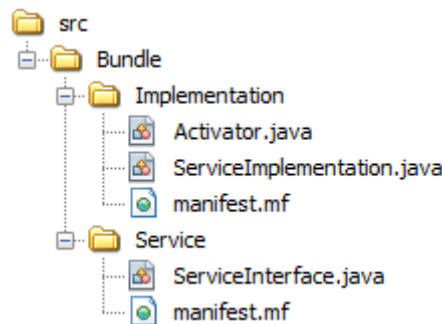 src
Bundle
Implementation
Activator.java
ServiceImplementation.java
manifest.mf
Service
ServiceInterface.java
manifest.mf